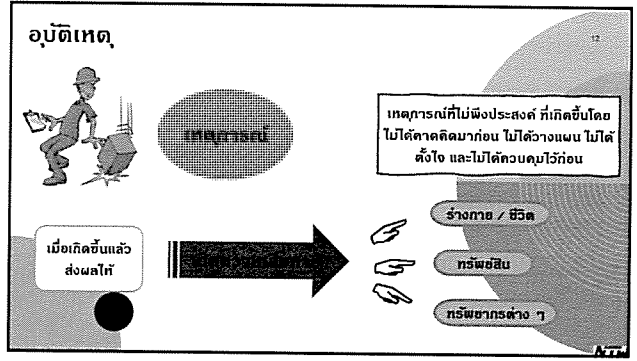 อุบัติเหตุ
12
เหตุการณ์
เหตุการณ์ที่ไม่พึงประสงค์ ที่เกิดขึ้นโดย
ไม่ได้คาดคิดมาก่อน ไม่ได้วางแผน ไม่ได้
ตั้งใจ และไม่ได้ควบคุมไว้ก่อน
เมื่อเกิดขึ้นแล้ว
ส่งผลให้
ร่างกาย / ชีวิต
ทรัพย์สิน
ทรัพยากรต่าง ๆ